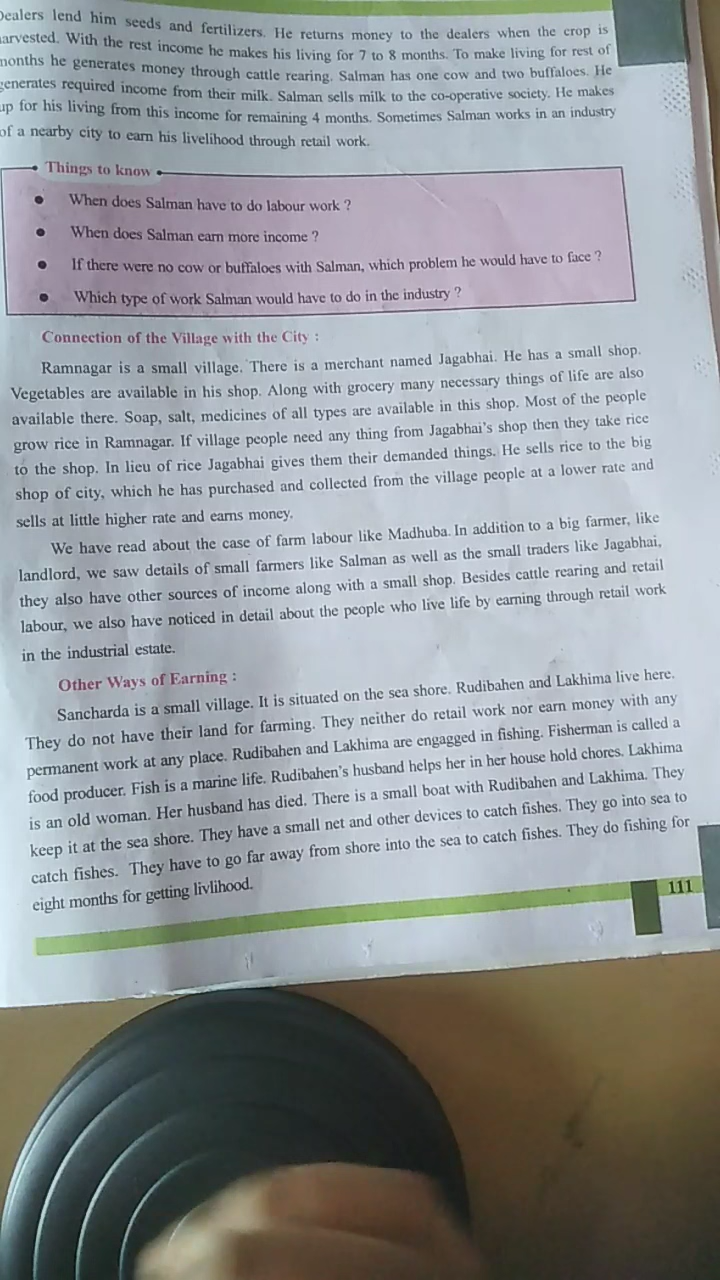 Dealers lend him seeds and fertilizers. He returns money to the dealers when the crop is
harvested. With the rest income he makes his living for 7 to 8 months. To make living for rest of
months he generates money through cattle rearing. Salman has one cow and two buffaloes. He
generates required income from their milk. Salman sells milk to the co-operative society. He makes
up for his living from this income for remaining 4 months. Sometimes Salman works in an industry
of a nearby city to earn his livelihood through retail work.
Things to know
• When does Salman have to do labour work ?
• When does Salman earn more income ?
• If there were no cow or buffaloes with Salman, which problem he would have to face ?
• Which type of work Salman would have to do in the industry ?
Connection of the Village with the City :
Ramnagar is a small village. There is a merchant named Jagabhai. He has a small shop.
Vegetables are available in his shop. Along with grocery many necessary things of life are also
available there. Soap, salt, medicines of all types are available in this shop. Most of the people
grow rice in Ramnagar. If village people need any thing from Jagabhai's shop then they take rice
to the shop. In lieu of rice Jagabhai gives them their demanded things. He sells rice to the big
shop of city, which he has purchased and collected from the village people at a lower rate and
sells at little higher rate and earns money.
We have read about the case of farm labour like Madhuba. In addition to a big farmer, like
landlord, we saw details of small farmers like Salman as well as the small traders like Jagabhai,
they also have other sources of income along with a small shop. Besides cattle rearing and retail
labour, we also have noticed in detail about the people who live life by earning through retail work
in the industrial estate.
Other Ways of Earning :
Sancharda is a small village. It is situated on the sea shore. Rudibahen and Lakhima live here.
They do not have their land for farming. They neither do retail work nor earn money with any
permanent work at any place. Rudibahen and Lakhima are engagged in fishing. Fisherman is called a
food producer. Fish is a marine life. Rudibahen's husband helps her in her house hold chores. Lakhima
is an old woman. Her husband has died. There is a small boat with Rudibahen and Lakhima. They
keep it at the sea shore. They have a small net and other devices to catch fishes. They go into sea to
catch fishes. They have to go far away from shore into the sea to catch fishes. They do fishing for
eight months for getting livlihood.
111